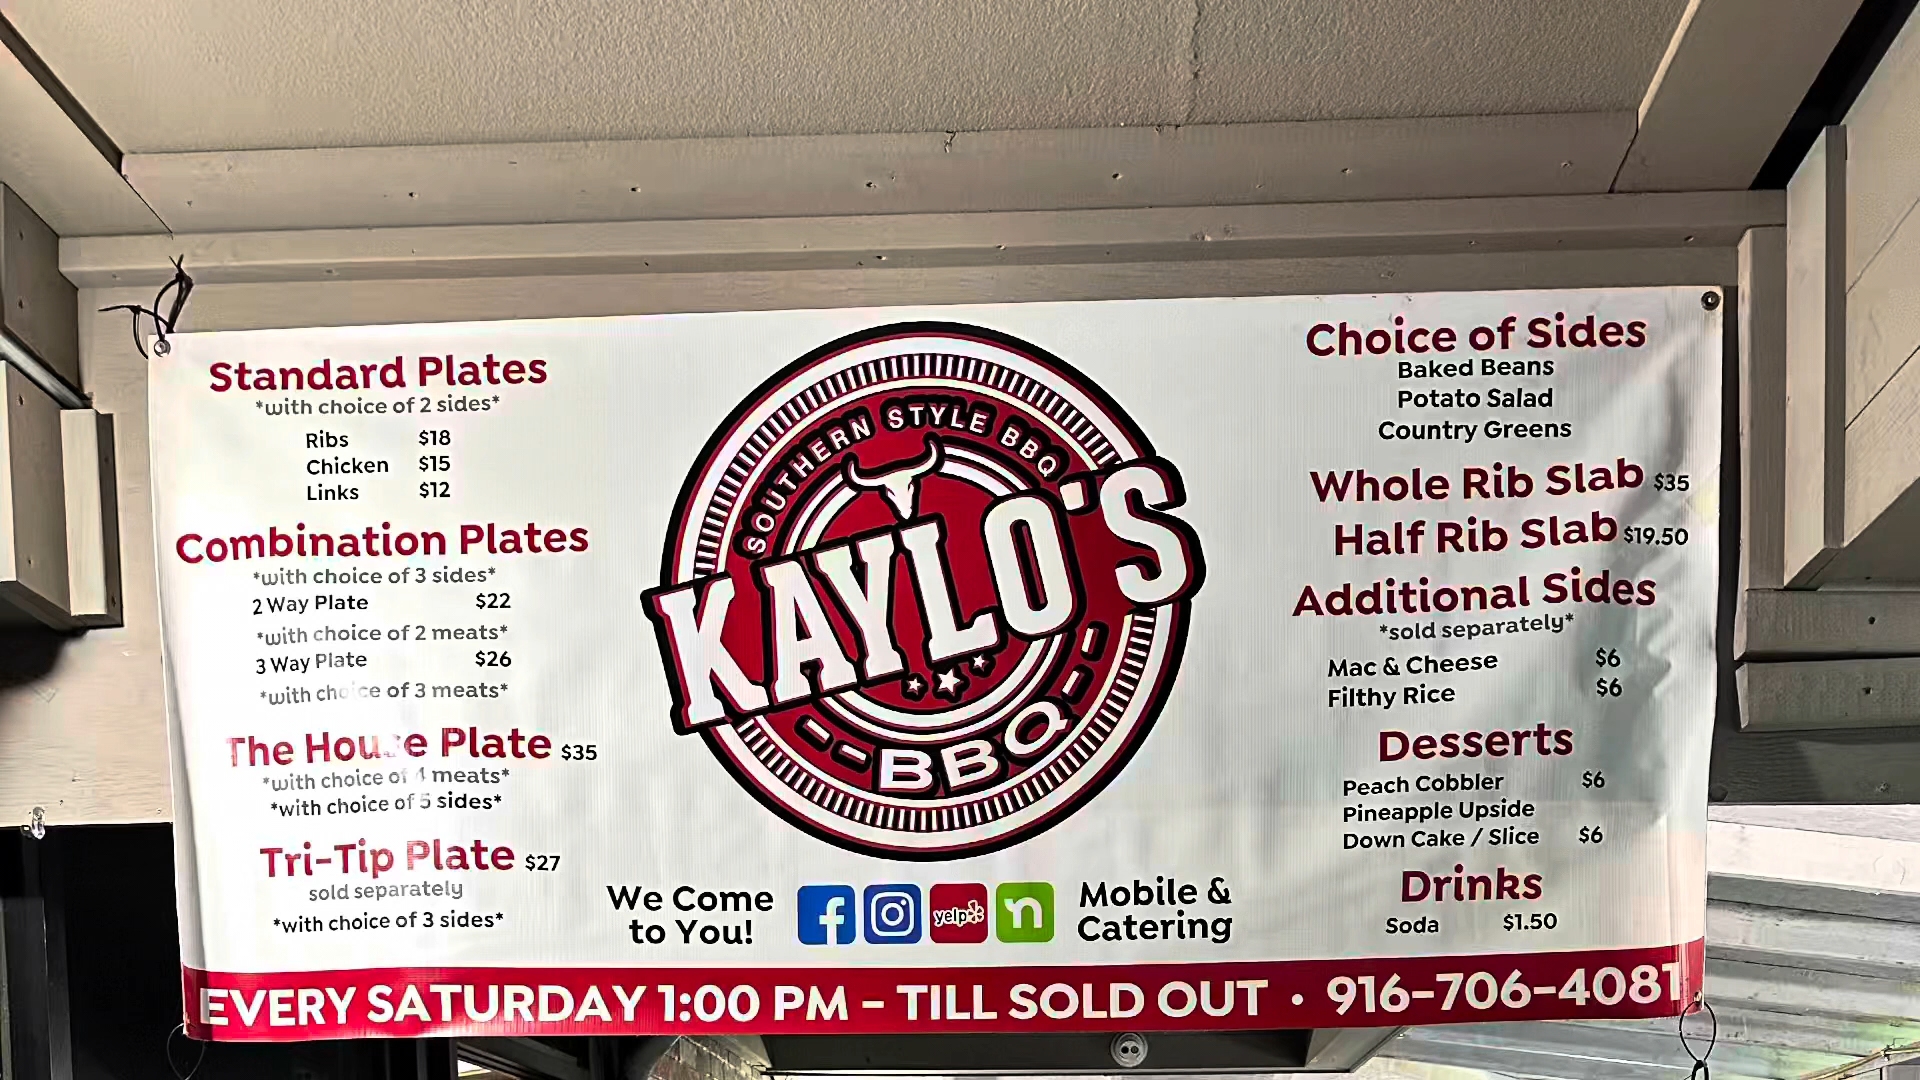 Standard Plates
*with choice of 2 sides*
Ribs $18
Chicken $15
Links $12
Combination Plates
*with choice of 3 sides*
2 Way Plate $22
*with choice of 2 meats*
3 Way Plate $26
*with choice of 3 meats*
The House Plate $35
*with choice of 4 meats*
*with choice of 5 sides*
Tri-Tip Plate $27
sold separately
*with choice of 3 sides*
SOUTHERN STYLE BBQ
KAYLO'S
BBQ
We Come
to You!
yelp
Mobile &
Catering
Choice of Sides
Baked Beans
Potato Salad
Country Greens
Whole Rib Slab $35
Half Rib Slab $19.50
Additional Sides
*sold separately*
Mac & Cheese $6
Filthy Rice $6
Desserts
Peach Cobbler $6
Pineapple Upside
Down Cake / Slice $6
Drinks
Soda $1.50
EVERY SATURDAY 1:00 PM – TILL SOLD OUT • 916-706-4081